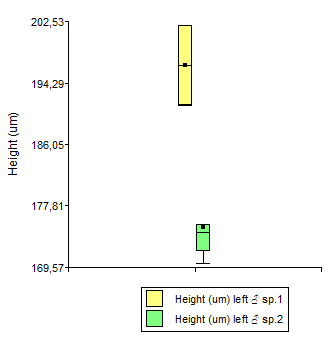 202,53
194,29
186,05
177,81
169,57
Height (um)
Height (um) left ♂ sp.1
Height (um) left ♂ sp.2